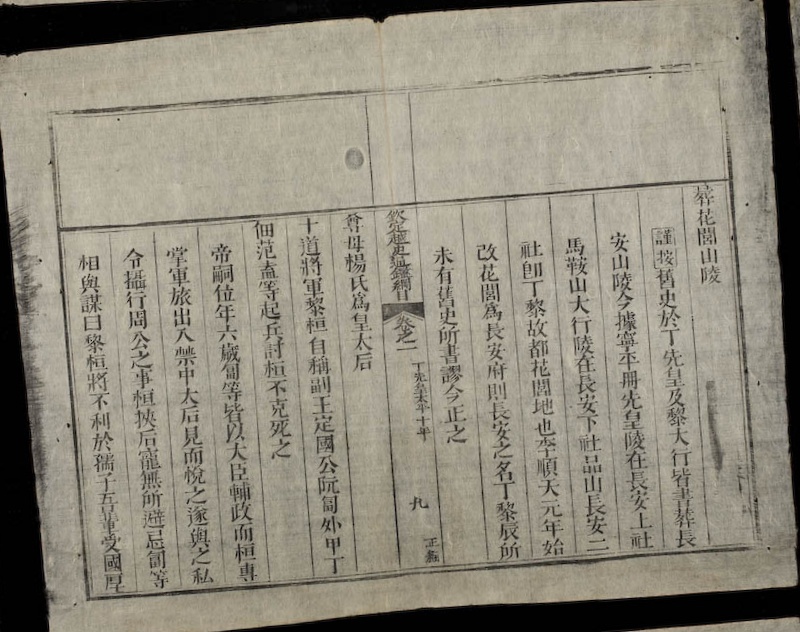 葬花閭山陵
謹按舊史於丁先皇及黎大行皆書葬長
安山陵今據寧平册先皇陵在長安上社
馬鞍山大行陵在長安下社品山長安二
社卽丁黎故都花閭地也李順天元年始
改花閭爲長安府則長安之名丁黎辰所
未有舊史所書謬今正之
欽定越史通鑑綱目 卷之一 丁先皇太平十年 九 正燕
尊母楊氏爲皇太后
十道將軍黎桓自稱副王定國公阮匐外甲丁
佃范盍等起兵討桓不克死之
帝嗣位年六歲匐等皆以大臣輔政而桓專
掌軍旅出入禁中太后見而悅之遂與之私
令攝行周公之事桓挾后寵無所避忌匐等
相與謀曰黎桓將不利於孺子吾輩受國厚